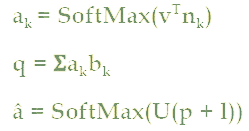 aₖ = SoftMax(vᵀnₖ)
q = Σaₖbₖ
â = SoftMax(U(p + l))